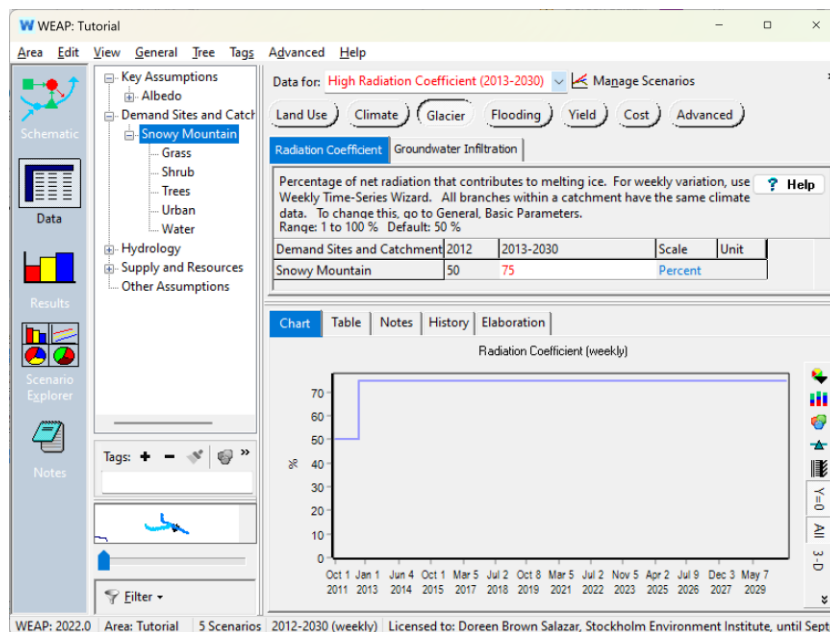 WEAP: Tutorial
Area Edit View General Tree Tags Advanced Help
Schematic
Data
Results
Scenario
Explorer
Notes
Key Assumptions
Albedo
Demand Sites and Catch
Snowy Mountain
Grass
Shrub
Trees
Urban
Water
Hydrology
Supply and Resources
Other Assumptions
Tags:
Filter
Data for: High Radiation Coefficient (2013-2030) Manage Scenarios
Land Use Climate Glacier Flooding Yield Cost Advanced
Radiation Coefficient Groundwater Infiltration
Percentage of net radiation that contributes to melting ice. For weekly variation, use
Weekly Time-Series Wizard. All branches within a catchment have the same climate
data. To change this, go to General, Basic Parameters.
Range: 1 to 100 % Default: 50 %
? Help
Demand Sites and Catchment 2012 2013-2030 Scale Unit
Snowy Mountain 50 75 Percent
Chart Table Notes History Elaboration
Radiation Coefficient (weekly)
%
70
60
50
40
30
20
10
0
Oct 1 Jan 1 Jun 4 Oct 1 Mar 5 Jul 2 Oct 8 Mar 5 Jul 2 Nov 5 Apr 2 Jul 9 Dec 3 May 7
2011 2013 2014 2015 2017 2018 2019 2021 2022 2023 2025 2026 2027 2029
Y=0
All
3-D
WEAP: 2022.0 Area: Tutorial 5 Scenarios 2012-2030 (weekly) Licensed to: Doreen Brown Salazar, Stockholm Environment Institute, until Sept